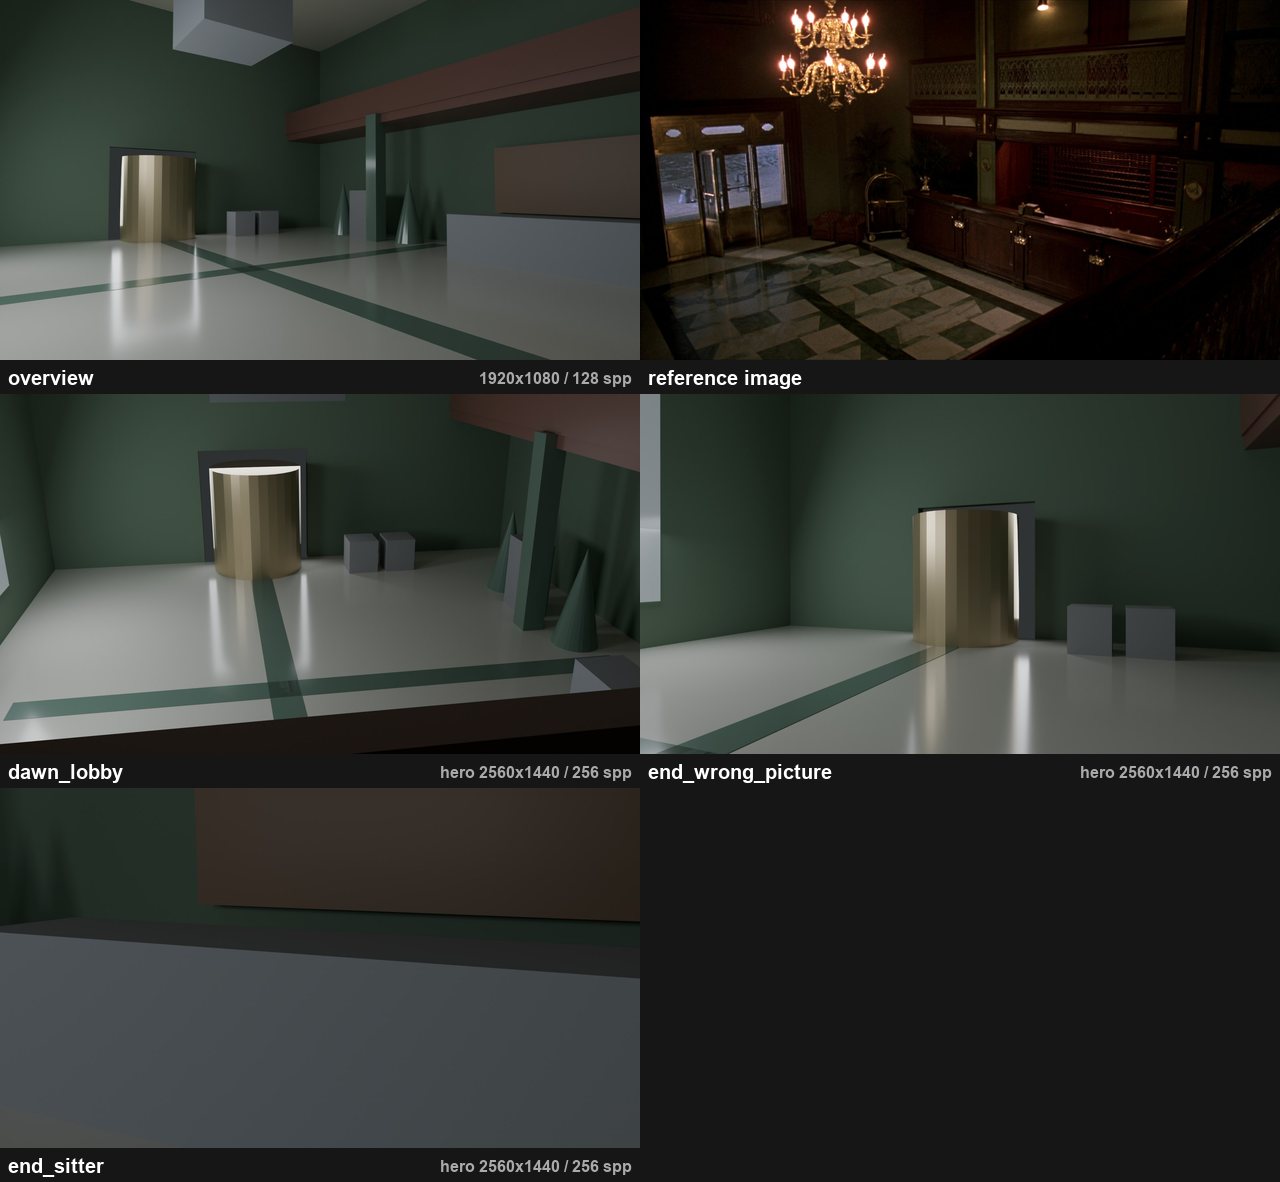 overview
1920x1080 / 128 spp
reference image
dawn_lobby
hero 2560x1440 / 256 spp
end_wrong_picture
hero 2560x1440 / 256 spp
end_sitter
hero 2560x1440 / 256 spp